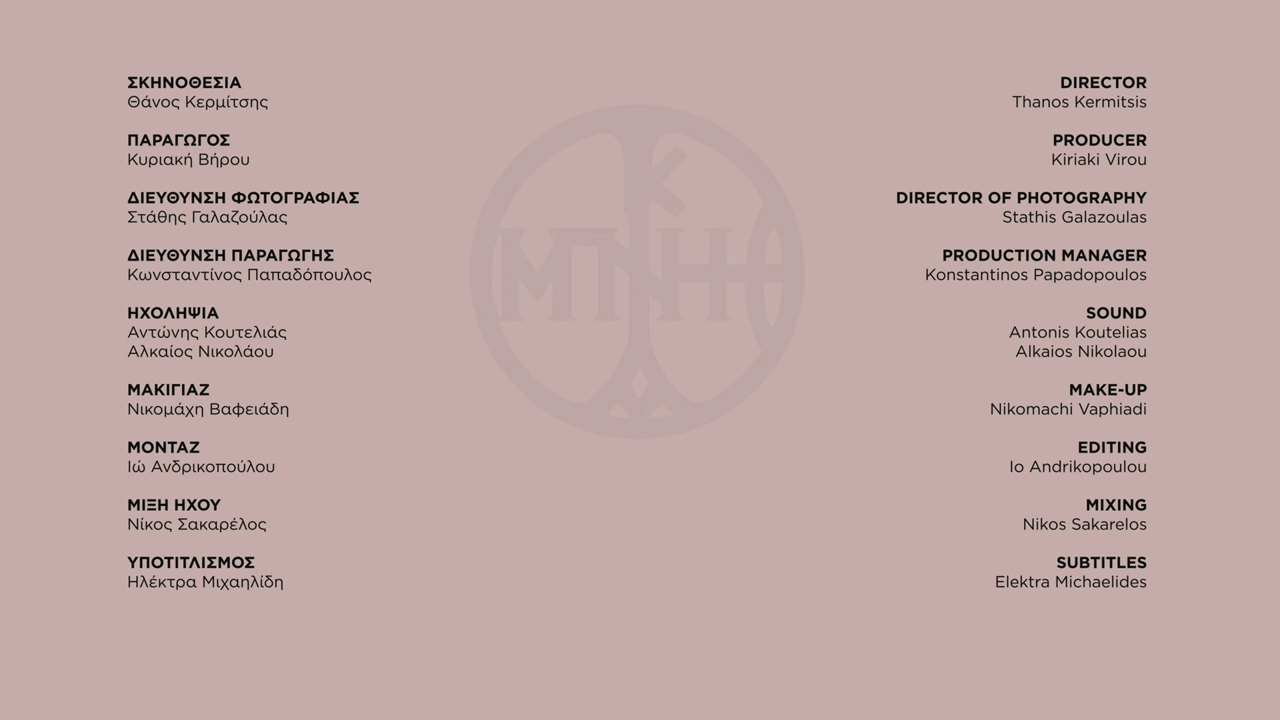 ΣΚΗΝΟΘΕΣΙΑ
Θάνος Κερμίτσης
ΠΑΡΑΓΩΓΟΣ
Κυριακή Βήρου
ΔΙΕΥΘΥΝΣΗ ΦΩΤΟΓΡΑΦΙΑΣ
Στάθης Γαλαζούλας
ΔΙΕΥΘΥΝΣΗ ΠΑΡΑΓΩΓΗΣ
Κωνσταντίνος Παπαδόπουλος
ΗΧΟΛΗΨΙΑ
Αντώνης Κουτελιάς
Αλκαίος Νικολάου
ΜΑΚΙΓΙΑΖ
Νικομάχη Βαφειάδη
ΜΟΝΤΑΖ
Ιώ Ανδρικοπούλου
ΜΙΞΗ ΗΧΟΥ
Νίκος Σακαρέλος
ΥΠΟΤΙΤΛΙΣΜΟΣ
Ηλέκτρα Μιχαηλίδη
DIRECTOR
Thanos Kermitsis
PRODUCER
Kiriaki Virou
DIRECTOR OF PHOTOGRAPHY
Stathis Galazoulas
PRODUCTION MANAGER
Konstantinos Papadopoulos
SOUND
Antonis Koutelias
Alkaios Nikolaou
MAKE-UP
Nikomachi Vaphiadi
EDITING
Io Andrikopoulou
MIXING
Nikos Sakarelos
SUBTITLES
Elektra Michaelides